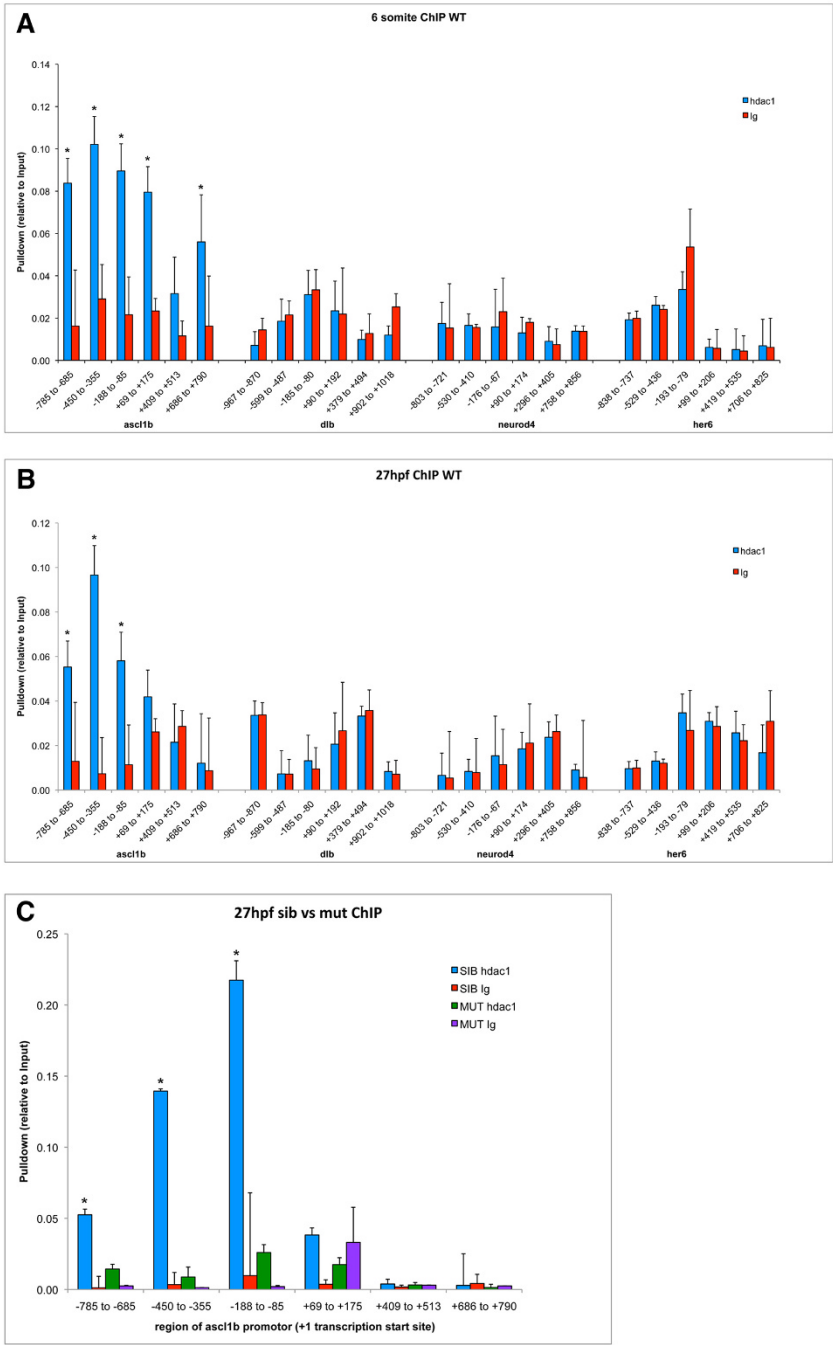 A
6 somite ChIP WT
Pulldown (relative to Input)
0.14
0.12
0.10
0.08
0.06
0.04
0.02
0.00
hdac1
Ig
* * * * *
-785 to -685
-450 to -355
-188 to -85
+69 to +175
+409 to +513
+686 to +790
-967 to -870
-599 to -487
-185 to -80
+90 to +192
+379 to +494
+902 to +1018
-803 to -721
-530 to -410
-176 to -67
+90 to +174
+296 to +405
+758 to +856
-838 to -737
-529 to -436
-193 to -79
+99 to +206
+419 to +535
+706 to +825
ascl1b dlb neurod4 her6
B
27hpf ChIP WT
Pulldown (relative to Input)
0.12
0.10
0.08
0.06
0.04
0.02
0.00
hdac1
Ig
* * *
-785 to -685
-450 to -355
-188 to -85
+69 to +175
+409 to +513
+686 to +790
-967 to -870
-599 to -487
-185 to -80
+90 to +192
+379 to +494
+902 to +1018
-803 to -721
-530 to -410
-176 to -67
+90 to +174
+296 to +405
+758 to +856
-838 to -737
-529 to -436
-193 to -79
+99 to +206
+419 to +535
+706 to +825
ascl1b dlb neurod4 her6
C
27hpf sib vs mut ChIP
Pulldown (relative to Input)
0.25
0.20
0.15
0.10
0.05
0.00
SIB hdac1
SIB Ig
MUT hdac1
MUT Ig
* * *
-785 to -685 -450 to -355 -188 to -85 +69 to +175 +409 to +513 +686 to +790
region of ascl1b promotor (+1 transcription start site)